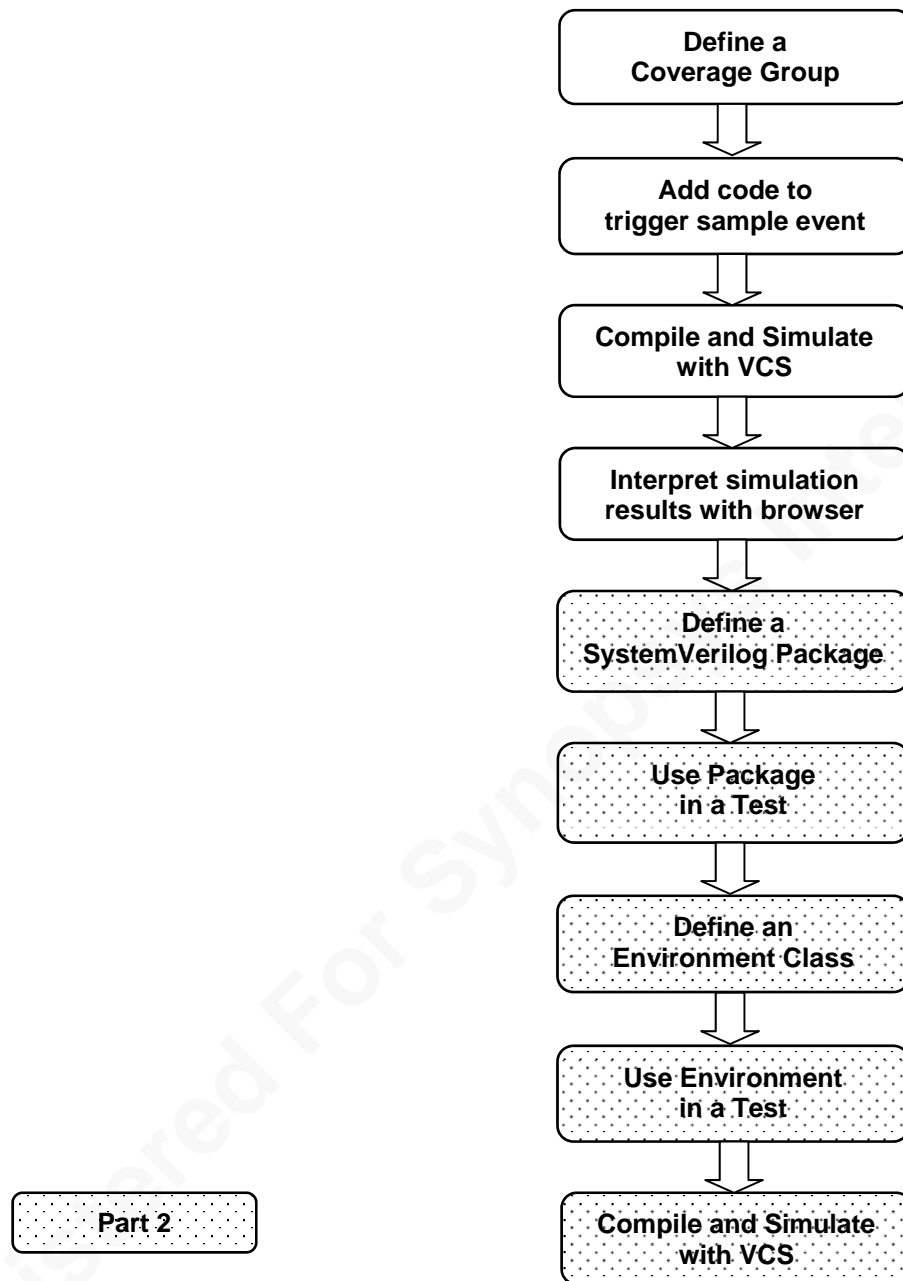 Define a
Coverage Group
Add code to
trigger sample event
Compile and Simulate
with VCS
Interpret simulation
results with browser
Define a
SystemVerilog Package
Use Package
in a Test
Define an
Environment Class
Use Environment
in a Test
Part 2
Compile and Simulate
with VCS
For